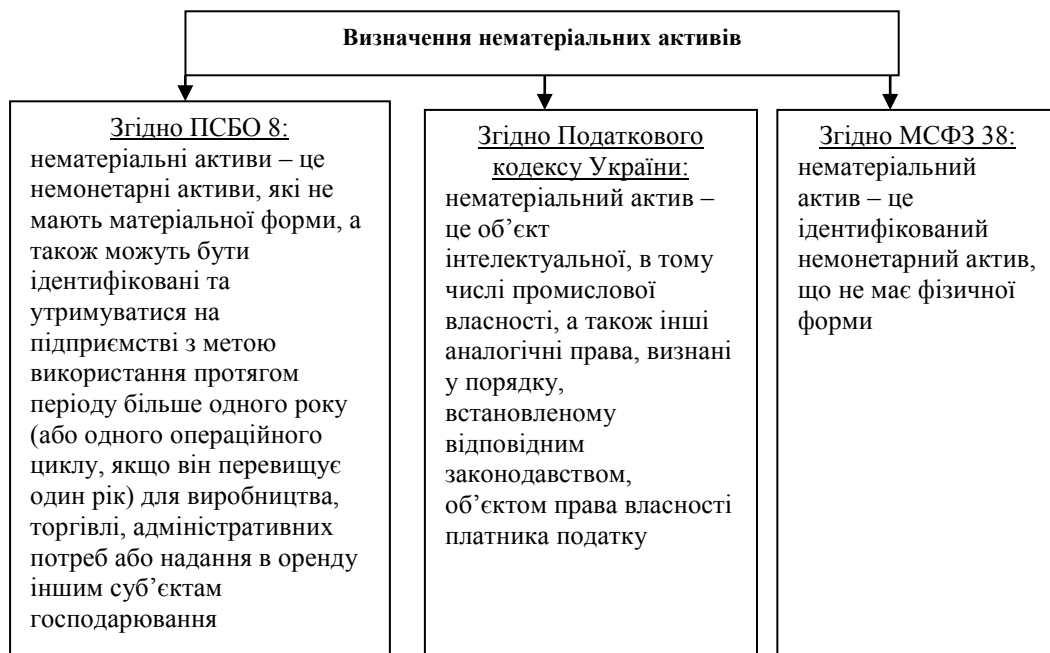 Визначення нематеріальних активів
Згідно ПСБО 8:
нематеріальні активи – це
немонетарні активи, які не
мають матеріальної форми, а
також можуть бути
ідентифіковані та
утримуватися на
підприємстві з метою
використання протягом
періоду більше одного року
(або одного операційного
циклу, якщо він перевищує
один рік) для виробництва,
торгівлі, адміністративних
потреб або надання в оренду
іншим суб’єктам
господарювання
Згідно Податкового
кодексу України:
нематеріальний актив –
це об’єкт
інтелектуальної, в тому
числі промислової
власності, а також інші
аналогічні права, визнані
у порядку,
встановленому
відповідним
законодавством,
об’єктом права власності
платника податку
Згідно МСФЗ 38:
нематеріальний
актив – це
ідентифікований
немонетарний актив,
що не має фізичної
форми